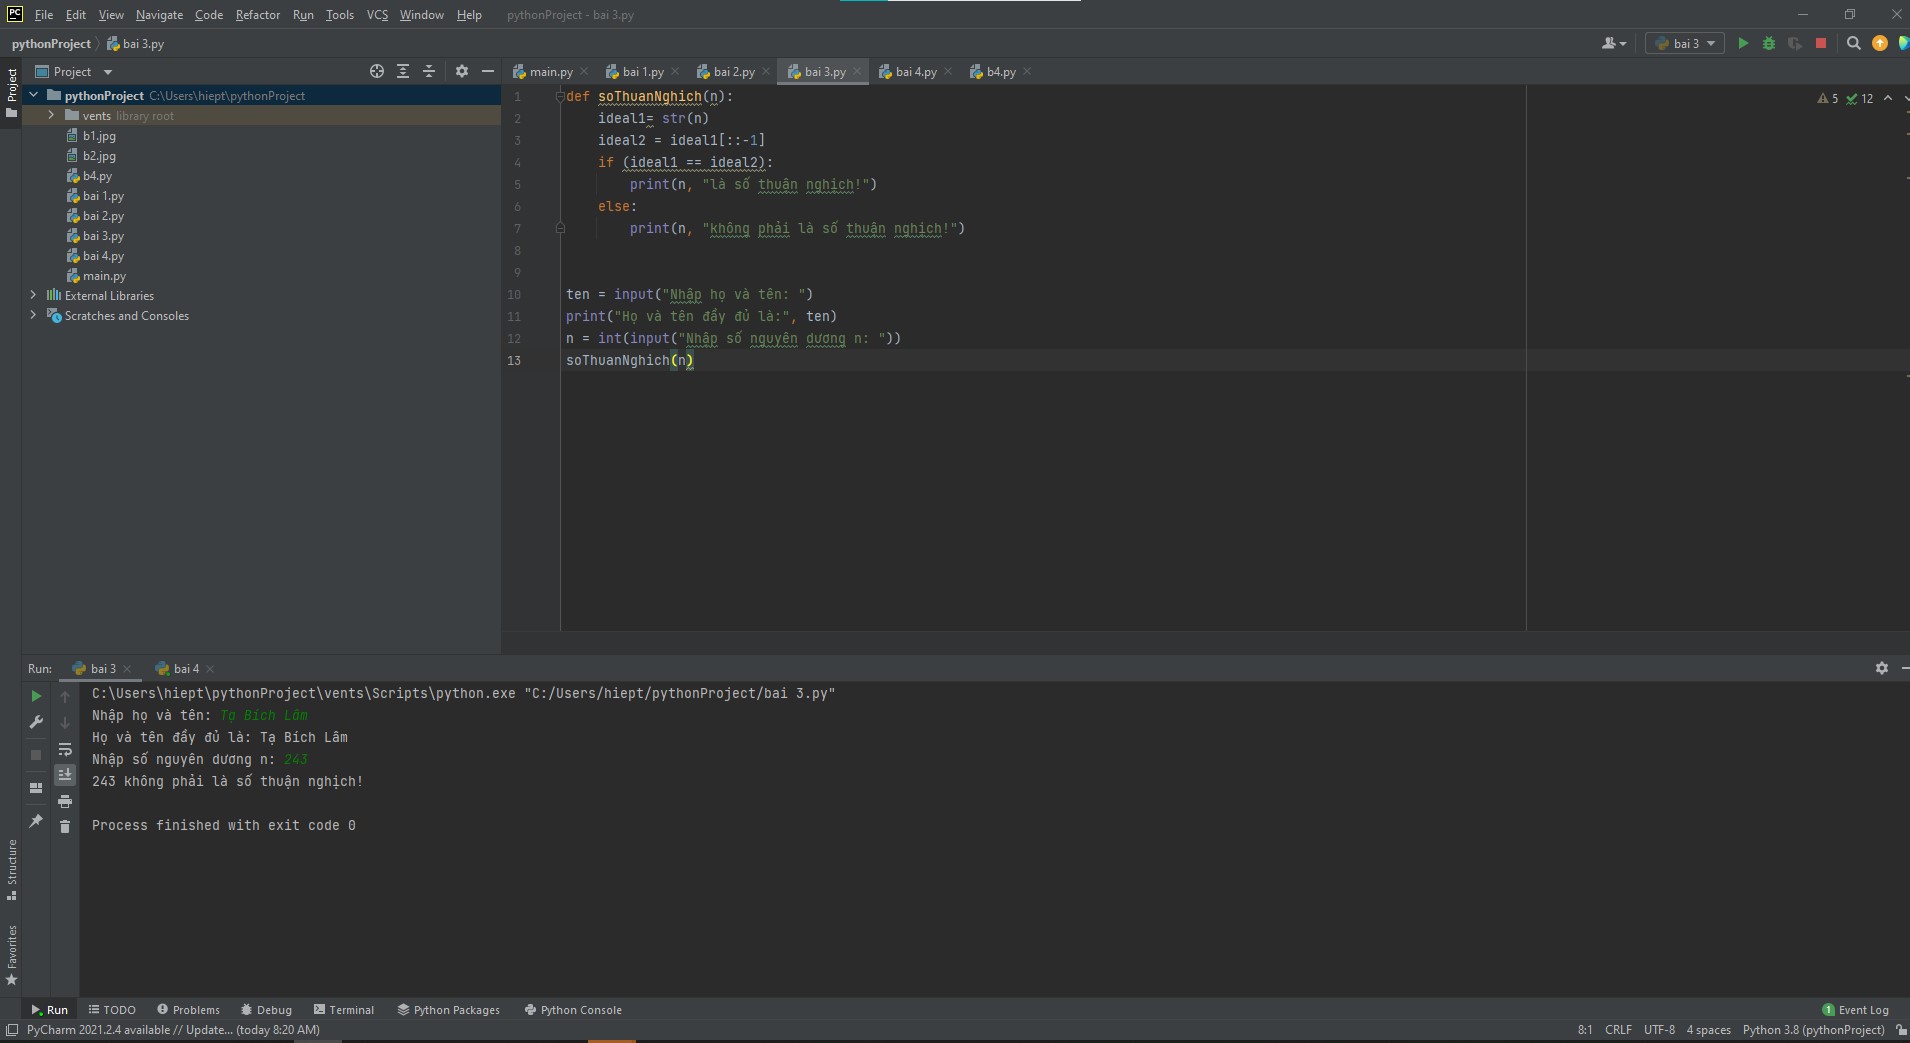 PC File Edit View Navigate Code Refactor Run Tools VCS Window Help pythonProject - bai 3.py
pythonProject bai 3.py
bai 3
Project
Project
main.py bai 1.py bai 2.py bai 3.py bai 4.py b4.py
pythonProject C:\Users\hiept\pythonProject
vents library root
b1.jpg
b2.jpg
b4.py
bai 1.py
bai 2.py
bai 3.py
bai 4.py
main.py
External Libraries
Scratches and Consoles
5 12
1 def soThuanNghich(n):
2 ideal1= str(n)
3 ideal2 = ideal1[::-1]
4 if (ideal1 == ideal2):
5 print(n, "là số thuận nghịch!")
6 else:
7 print(n, "không phải là số thuận nghịch!")
8
9
10 ten = input("Nhập họ và tên: ")
11 print("Họ và tên đầy đủ là:", ten)
12 n = int(input("Nhập số nguyên dương n: "))
13 soThuanNghich(n)
Run: bai 3 bai 4
C:\Users\hiept\pythonProject\vents\Scripts\python.exe "C:/Users/hiept/pythonProject/bai 3.py"
Nhập họ và tên: Tạ Bích Lâm
Họ và tên đầy đủ là: Tạ Bích Lâm
Nhập số nguyên dương n: 243
243 không phải là số thuận nghịch!
Process finished with exit code 0
Structure
Favorites
Run TODO Problems Debug Terminal Python Packages Python Console 1 Event Log
PyCharm 2021.2.4 available // Update... (today 8:20 AM) 8:1 CRLF UTF-8 4 spaces Python 3.8 (pythonProject)